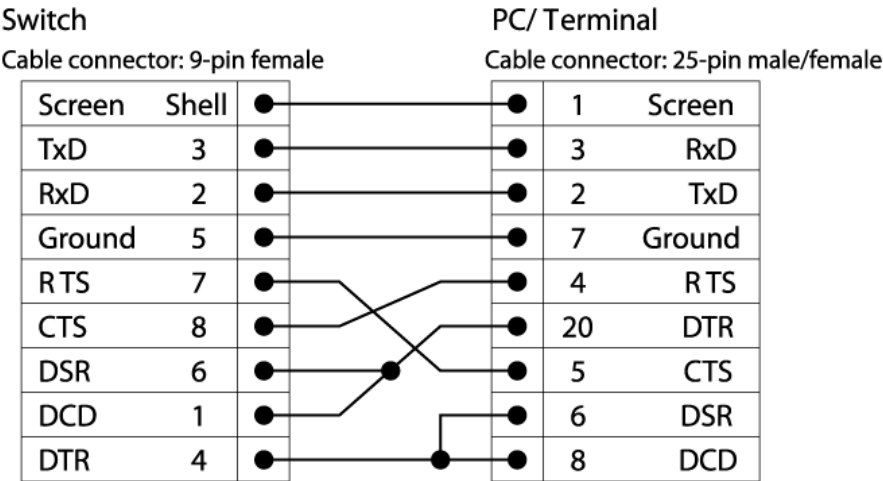 Switch PC/ Terminal
Cable connector: 9-pin female Cable connector: 25-pin male/female
Screen Shell 1 Screen
TxD 3 3 RxD
RxD 2 2 TxD
Ground 5 7 Ground
RTS 7 4 RTS
CTS 8 20 DTR
DSR 6 5 CTS
DCD 1 6 DSR
DTR 4 8 DCD